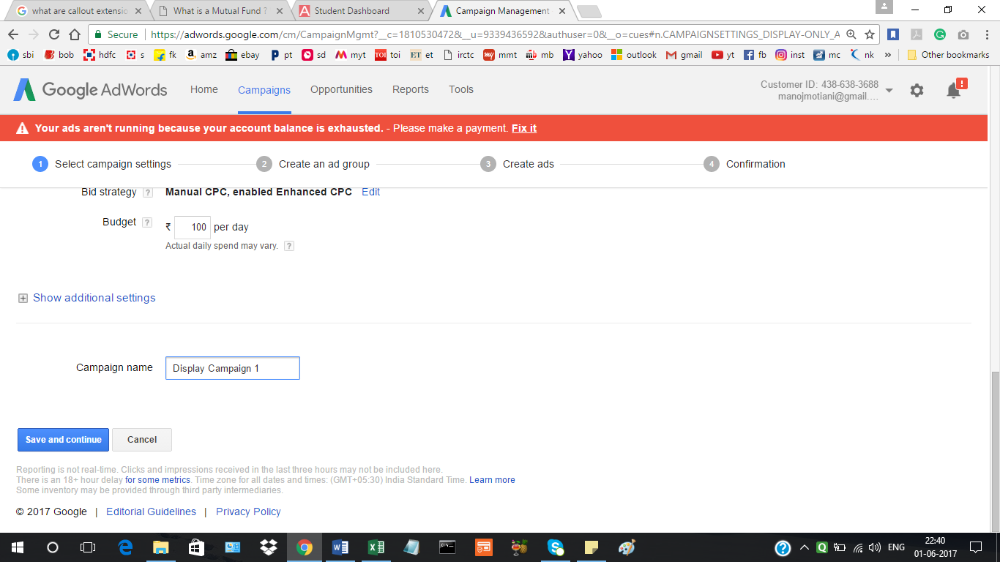 what are callout extensio
What is a Mutual Fund ?
Student Dashboard
Campaign Management
Secure
https://adwords.google.com/cm/CampaignMgmt?__c=1810530472&__u=9339436592&authuser=0&__o=cues#n.CAMPAIGNSETTINGS_DISPLAY-ONLY_A
sbi bob hdfc s fk amz ebay pt sd myt toi et irctc mmt mb yahoo outlook gmail yt fb inst mc nk » Other bookmarks
Google AdWords
Home Campaigns Opportunities Reports Tools
Customer ID: 438-638-3688
manojmotiani@gmail....
Your ads aren't running because your account balance is exhausted. - Please make a payment. Fix it
1 Select campaign settings 2 Create an ad group 3 Create ads 4 Confirmation
Bid strategy ? Manual CPC, enabled Enhanced CPC Edit
Budget ? ₹ 100 per day
Actual daily spend may vary. ?
Show additional settings
Campaign name Display Campaign 1
Save and continue Cancel
Reporting is not real-time. Clicks and impressions received in the last three hours may not be included here.
There is an 18+ hour delay for some metrics. Time zone for all dates and times: (GMT+05:30) India Standard Time. Learn more
Some inventory may be provided through third party intermediaries.
© 2017 Google | Editorial Guidelines | Privacy Policy
ENG
22:40
01-06-2017